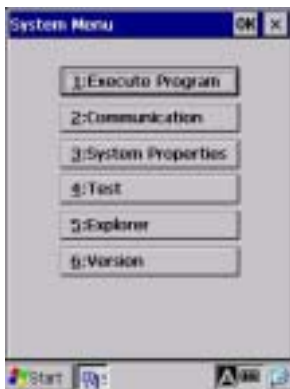 System Menu OK ×
1:Execute Program
2:Communication
3:System Properties
4:Test
5:Explorer
6:Version
Start